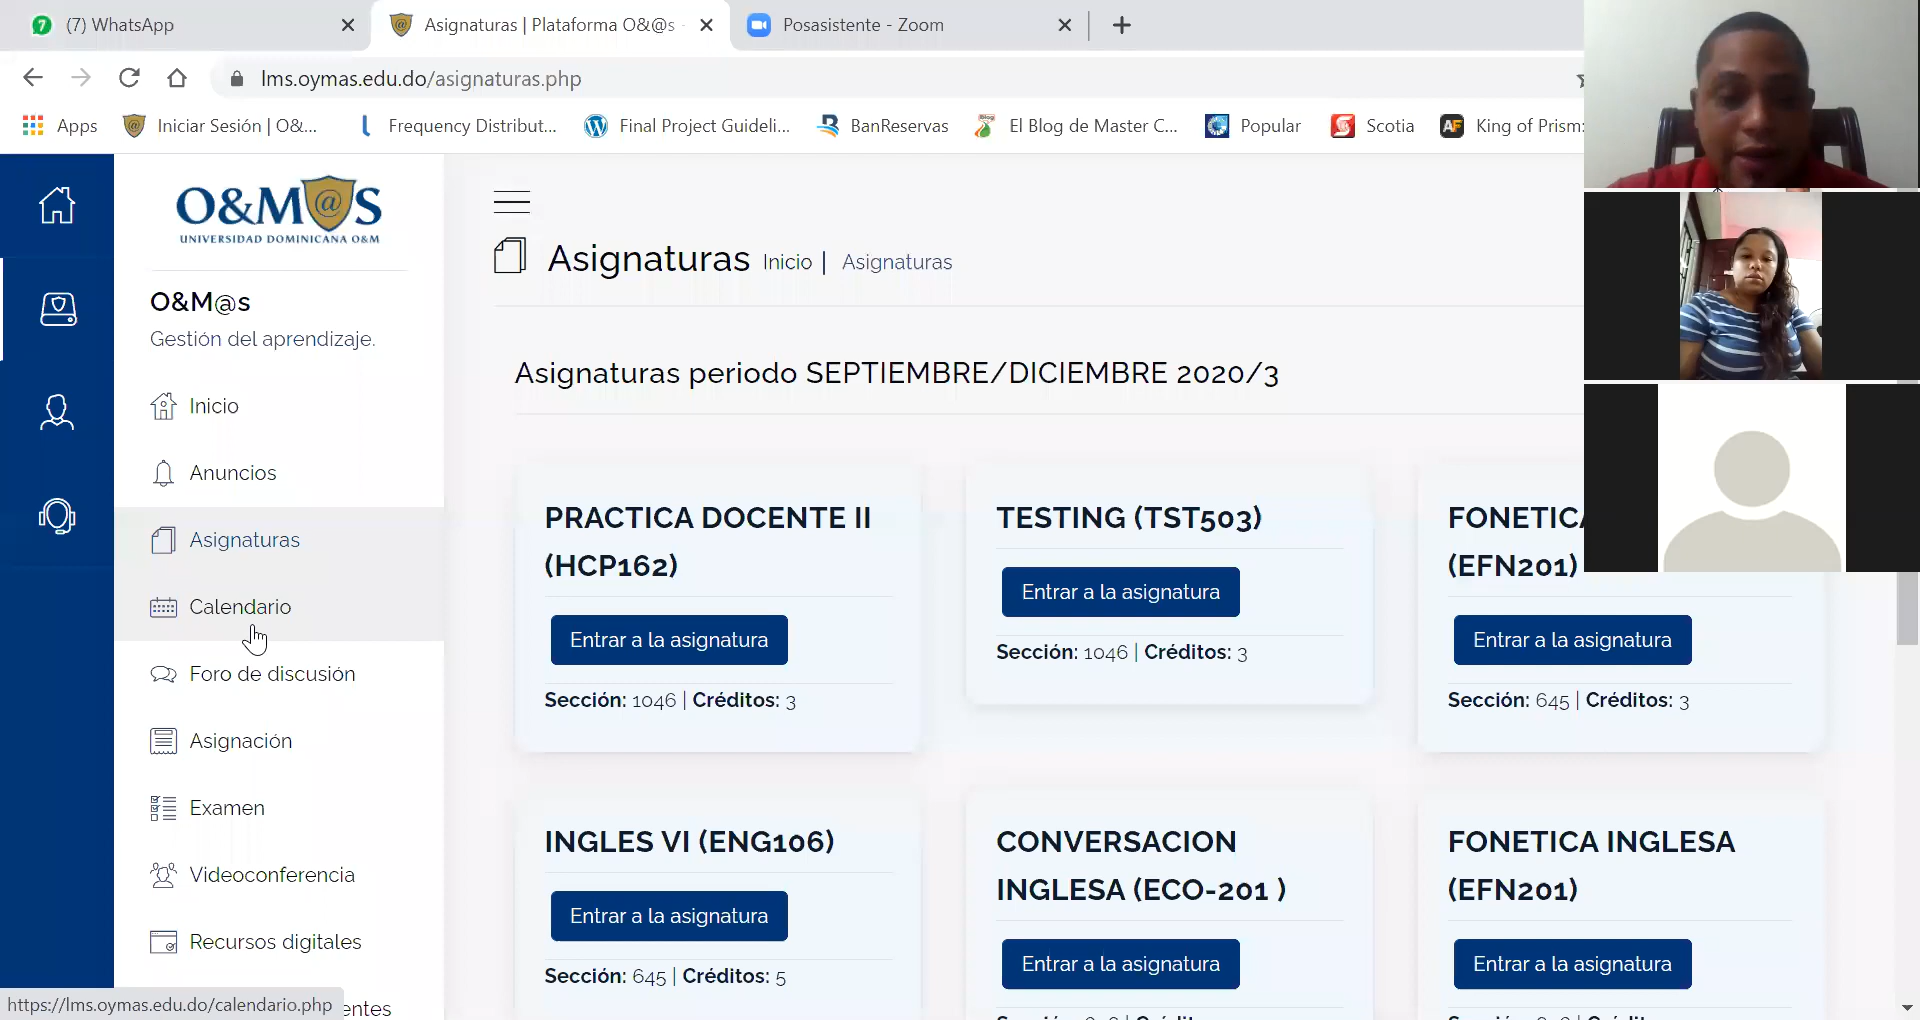 (7) WhatsApp
Asignaturas | Plataforma O&@s -
Posasistente - Zoom
lms.oymas.edu.do/asignaturas.php
Apps
Iniciar Sesión | O&...
Frequency Distribut...
Final Project Guideli...
BanReservas
El Blog de Master C...
Popular
Scotia
King of Prism:
O&M@S
UNIVERSIDAD DOMINICANA O&M
O&M@s
Gestión del aprendizaje.
Inicio
Anuncios
Asignaturas
Calendario
Foro de discusión
Asignación
Examen
Videoconferencia
Recursos digitales
entes
https://lms.oymas.edu.do/calendario.php
Asignaturas Inicio | Asignaturas
Asignaturas periodo SEPTIEMBRE/DICIEMBRE 2020/3
PRACTICA DOCENTE II
(HCP162)
Entrar a la asignatura
Sección: 1046 | Créditos: 3
TESTING (TST503)
Entrar a la asignatura
Sección: 1046 | Créditos: 3
FONETICA
(EFN201)
Entrar a la asignatura
Sección: 645 | Créditos: 3
INGLES VI (ENG106)
Entrar a la asignatura
Sección: 645 | Créditos: 5
CONVERSACION
INGLESA (ECO-201 )
Entrar a la asignatura
FONETICA INGLESA
(EFN201)
Entrar a la asignatura